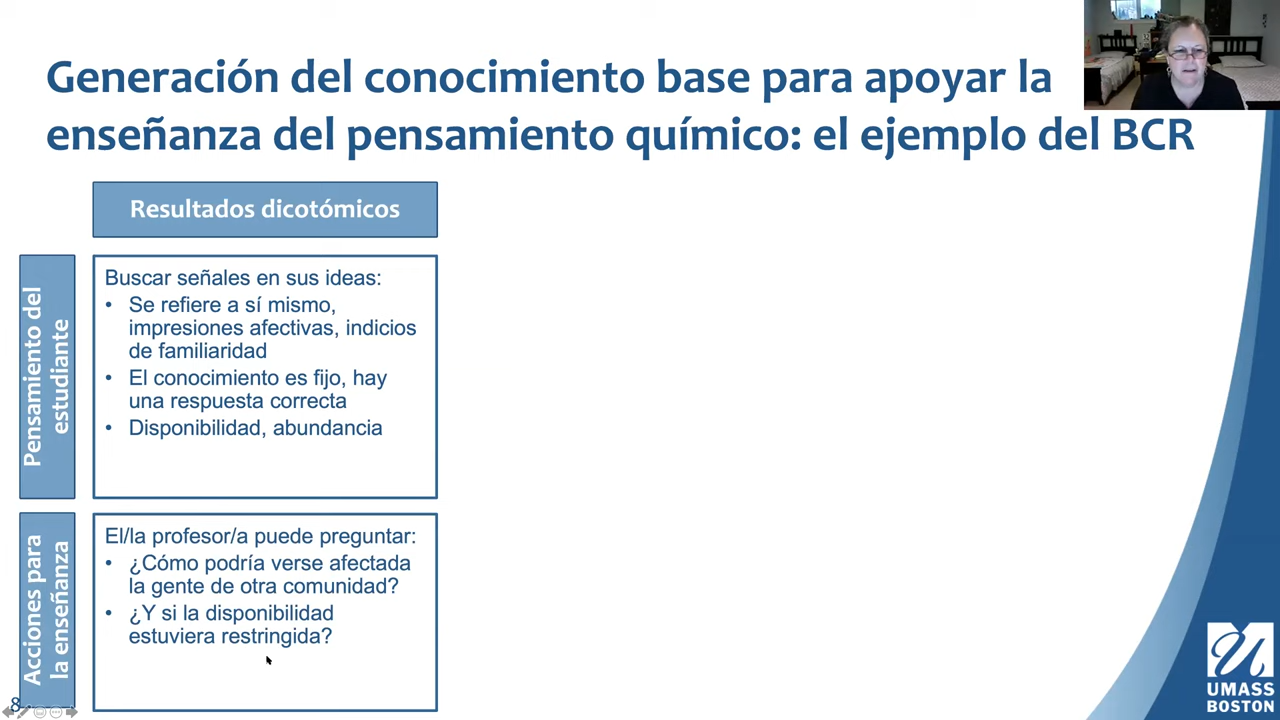 Generación del conocimiento base para apoyar la
enseñanza del pensamiento químico: el ejemplo del BCR
Resultados dicotómicos
Pensamiento del
estudiante
Buscar señales en sus ideas:
• Se refiere a sí mismo,
impresiones afectivas, indicios
de familiaridad
• El conocimiento es fijo, hay
una respuesta correcta
• Disponibilidad, abundancia
Acciones para
la enseñanza
El/la profesor/a puede preguntar:
• ¿Cómo podría verse afectada
la gente de otra comunidad?
• ¿Y si la disponibilidad
estuviera restringida?
8
UMASS
BOSTON